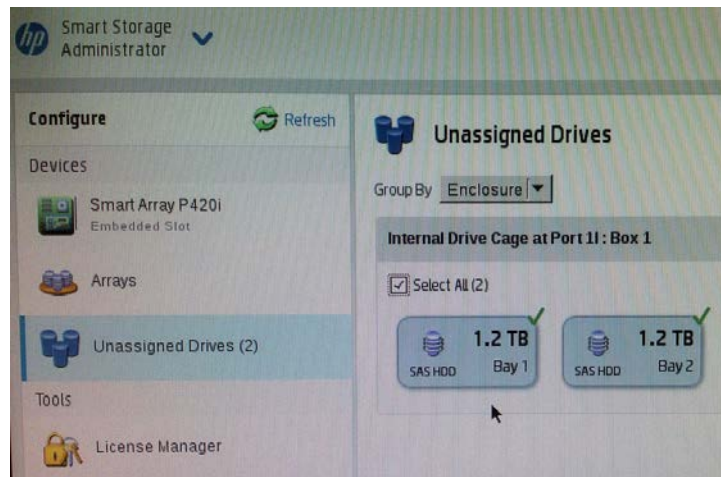 hp
Smart Storage
Administrator
Configure
Refresh
Devices
Smart Array P420i
Embedded Slot
Arrays
Unassigned Drives (2)
Tools
License Manager
Unassigned Drives
Group By Enclosure
Internal Drive Cage at Port 1I : Box 1
Select All (2)
1.2 TB
SAS HDD Bay 1
1.2 TB
SAS HDD Bay 2